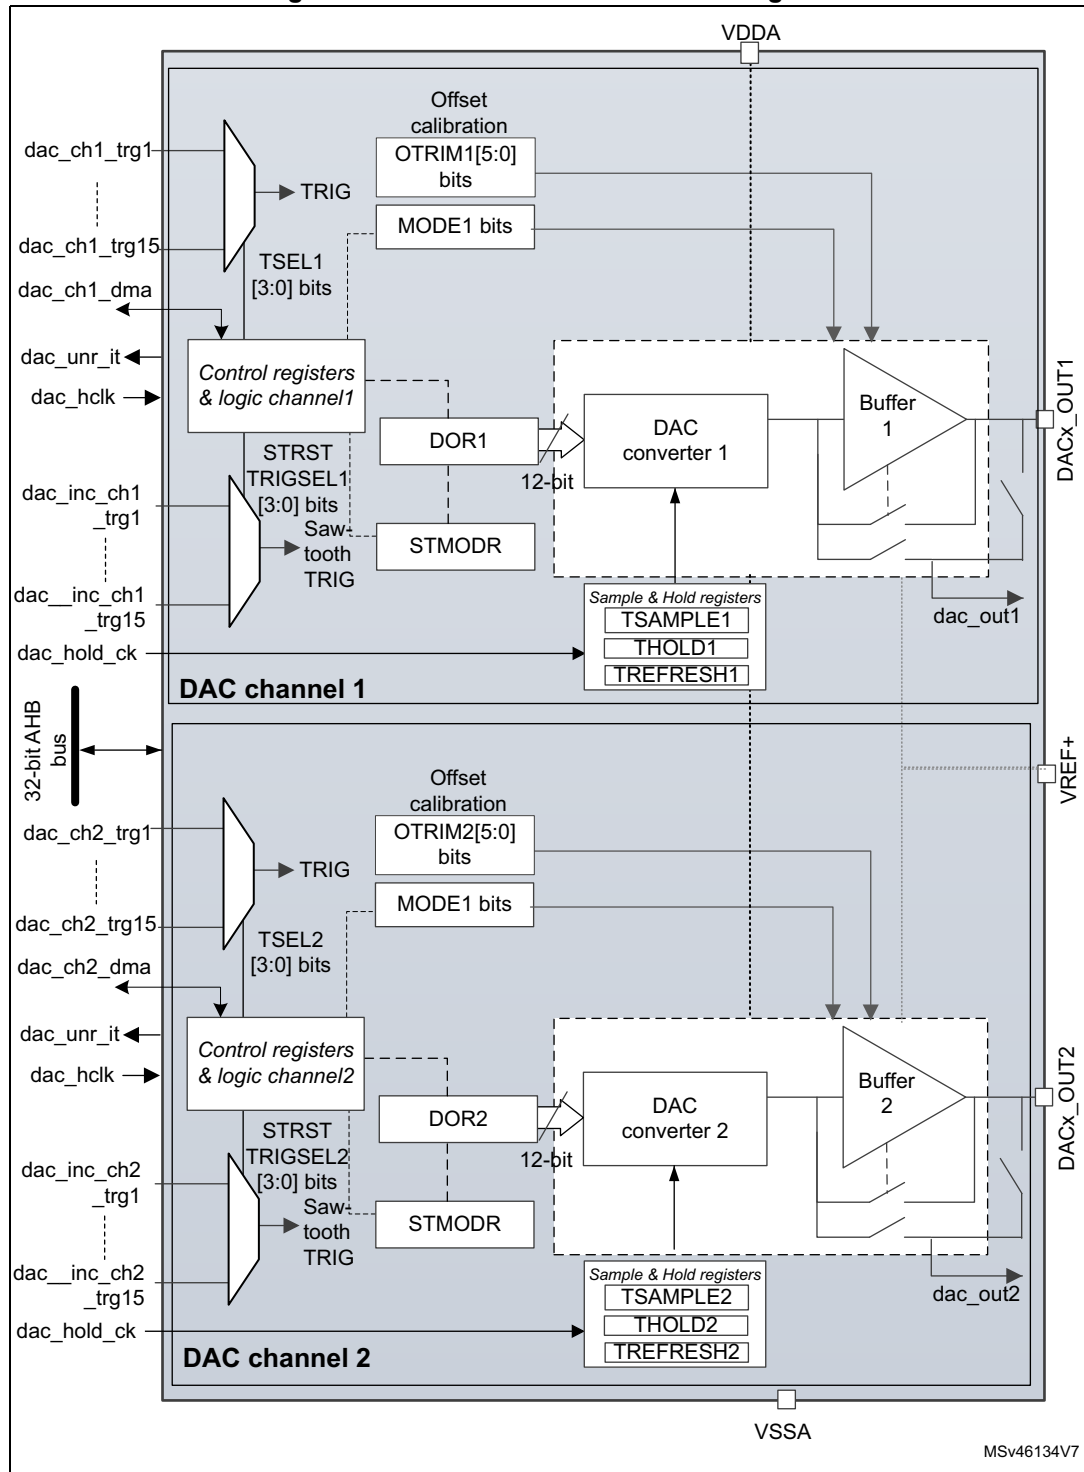 VDDA
Offset
calibration
OTRIM1[5:0]
bits
MODE1 bits
dac_ch1_trg1
TRIG
dac_ch1_trg15
TSEL1
[3:0] bits
dac_ch1_dma
dac_unr_it
dac_hclk
Control registers
& logic channel1
DOR1
12-bit
DAC
converter 1
Buffer
1
DACx_OUT1
STRST
TRIGSEL1
[3:0] bits
dac_inc_ch1
_trg1
Saw-
tooth
TRIG
STMODR
dac__inc_ch1
_trg15
Sample & Hold registers
TSAMPLE1
THOLD1
TREFRESH1
dac_out1
dac_hold_ck
DAC channel 1
32-bit AHB
bus
VREF+
Offset
calibration
OTRIM2[5:0]
bits
MODE1 bits
dac_ch2_trg1
TRIG
dac_ch2_trg15
TSEL2
[3:0] bits
dac_ch2_dma
dac_unr_it
dac_hclk
Control registers
& logic channel2
DOR2
12-bit
DAC
converter 2
Buffer
2
DACx_OUT2
STRST
TRIGSEL2
[3:0] bits
dac_inc_ch2
_trg1
Saw-
tooth
TRIG
STMODR
dac__inc_ch2
_trg15
Sample & Hold registers
TSAMPLE2
THOLD2
TREFRESH2
dac_out2
dac_hold_ck
DAC channel 2
VSSA
MSv46134V7